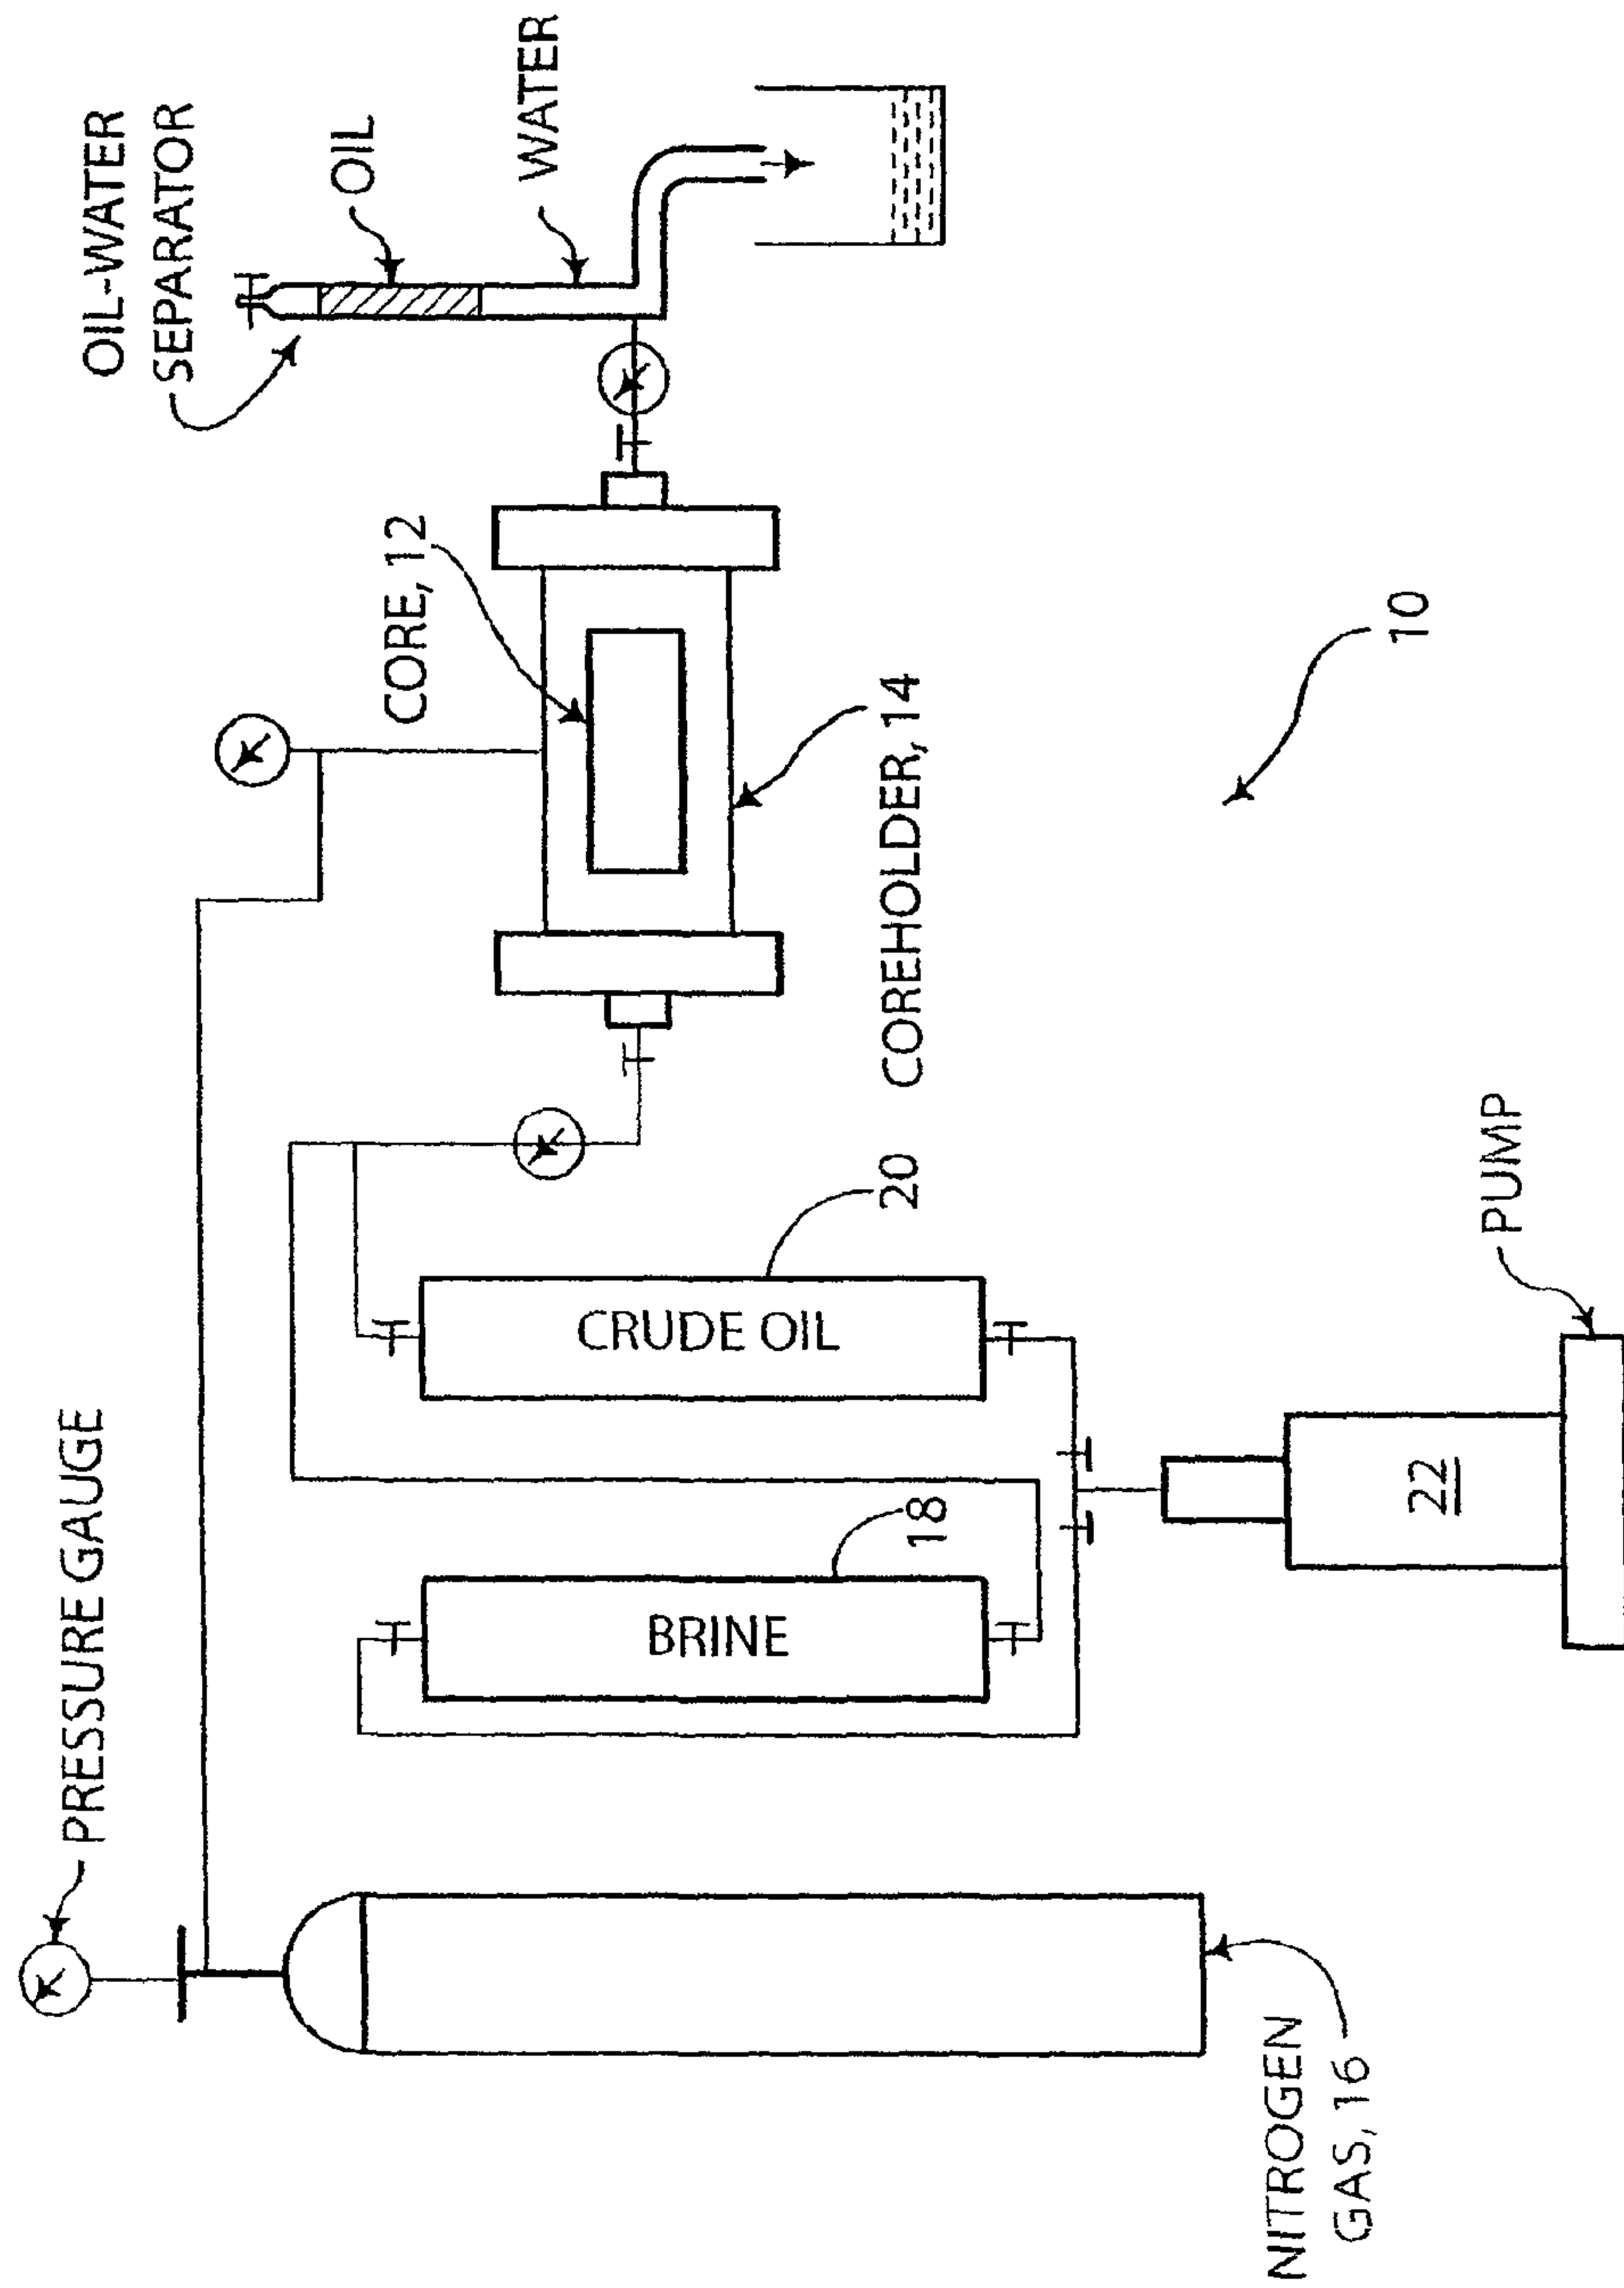 PRESSURE GAUGE
OIL-WATER
SEPARATOR
OIL
WATER
CORE, 12
CRUDE OIL
BRINE
20
18
COREHOLDER, 14
NITROGEN
GAS, 16
22
PUMP
10